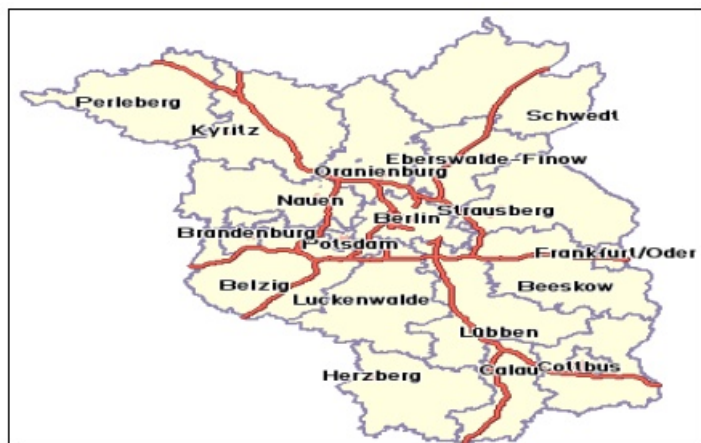 Perleberg
Schwedt
Kyritz
Eberswalde-Finow
Oranienburg
Nauen
Strausberg
Berlin
Brandenburg
Potsdam
Frankfurt/Oder
Belzig
Beeskow
Luckenwalde
Lübben
Calau
Cottbus
Herzberg